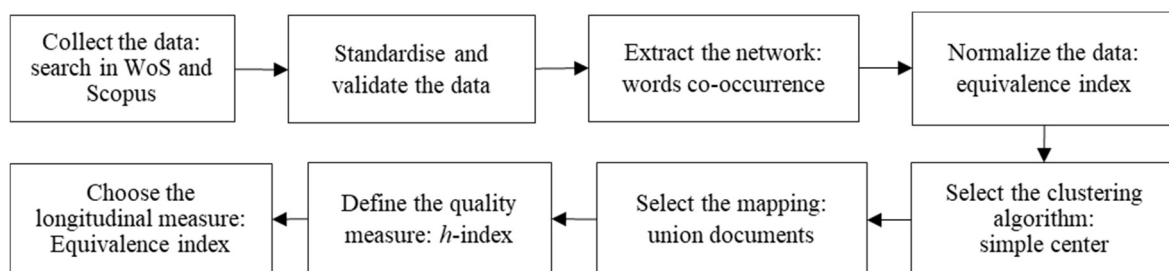 Collect the data:
search in WoS and
Scopus
Standardise and
validate the data
Extract the network:
words co-occurrence
Normalize the data:
equivalence index
Select the clustering
algorithm:
simple center
Select the mapping:
union documents
Define the quality
measure: h-index
Choose the
longitudinal measure:
Equivalence index